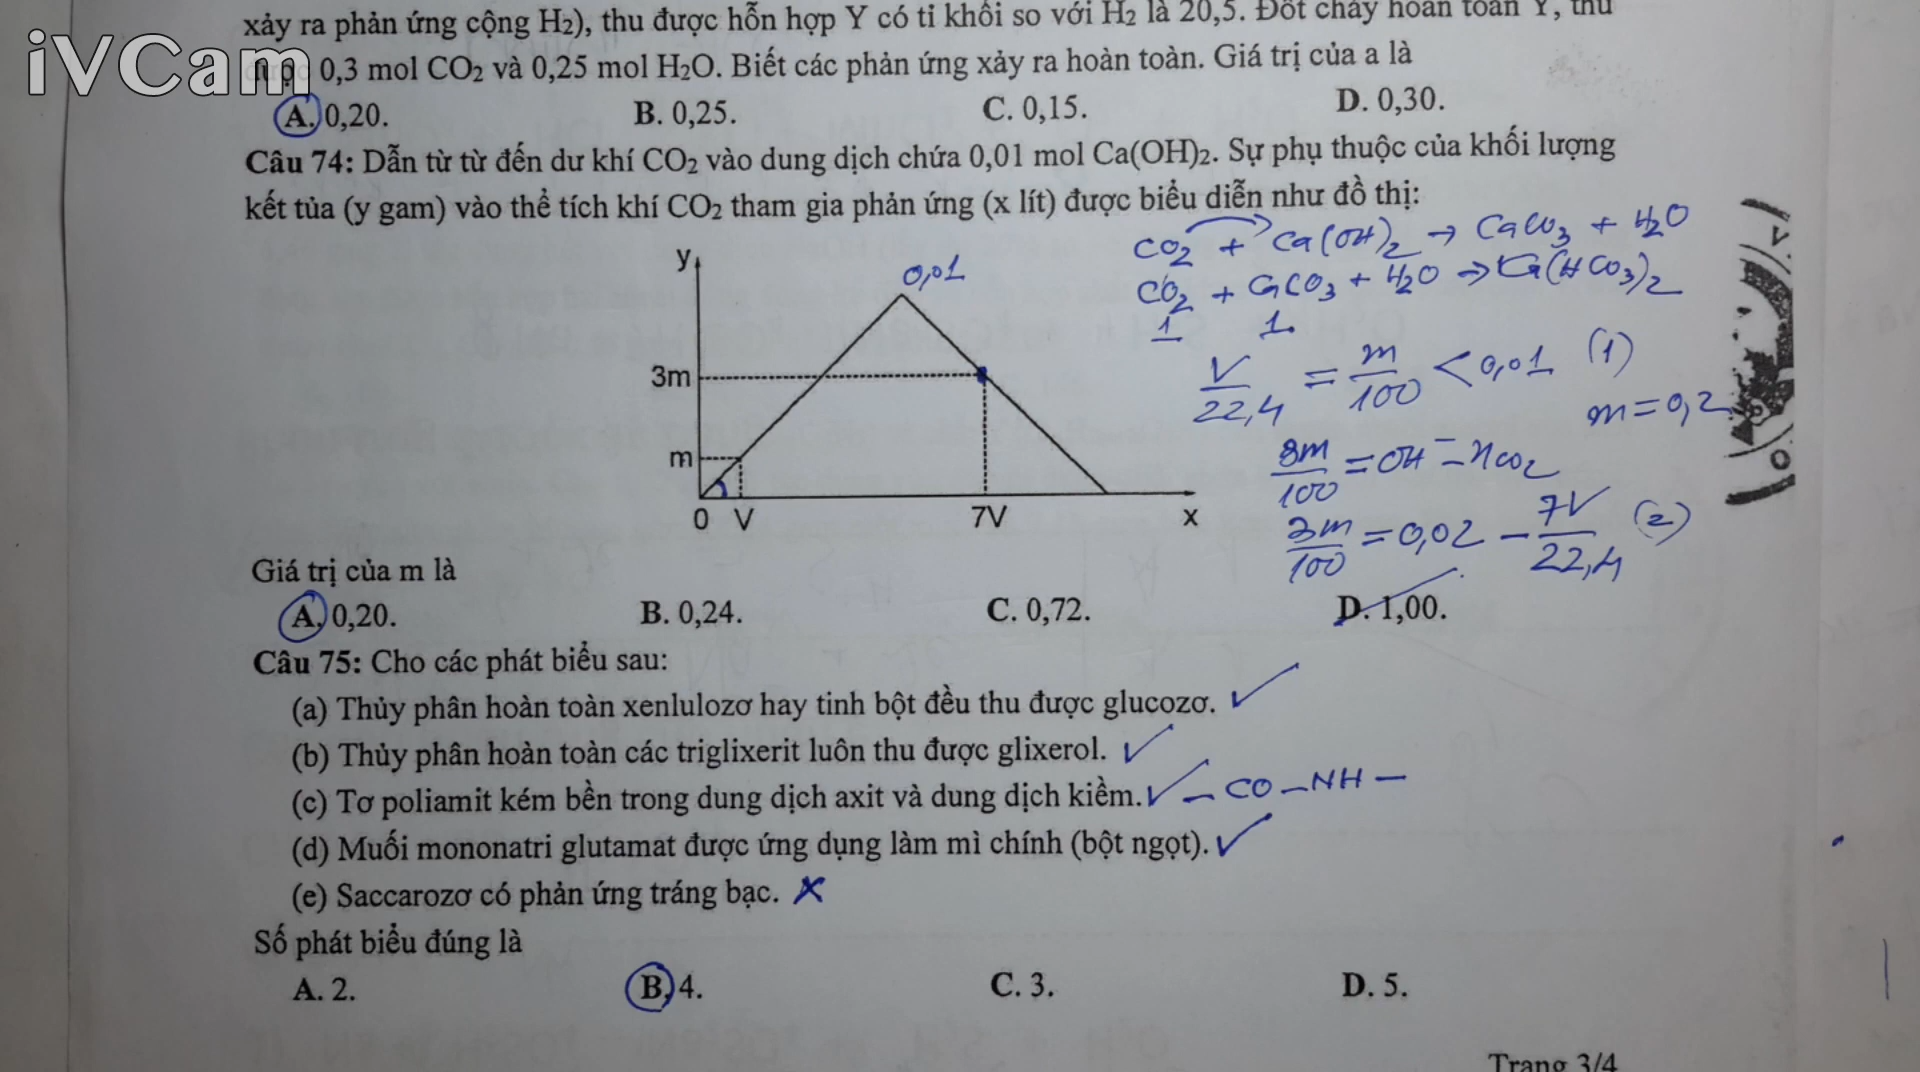 iVCam
xảy ra phản ứng cộng H₂), thu được hỗn hợp Y có tỉ khối so với H₂ là 20,5. Đốt cháy hoàn toàn Y, thu
được 0,3 mol CO₂ và 0,25 mol H₂O. Biết các phản ứng xảy ra hoàn toàn. Giá trị của a là
A. 0,20. B. 0,25. C. 0,15. D. 0,30.
Câu 74: Dẫn từ từ đến dư khí CO₂ vào dung dịch chứa 0,01 mol Ca(OH)₂. Sự phụ thuộc của khối lượng
kết tủa (y gam) vào thể tích khí CO₂ tham gia phản ứng (x lít) được biểu diễn như đồ thị:
CO₂ + Ca(OH)₂ → CaCO₃ + H₂O
CO₂ + CaCO₃ + H₂O → Ca(HCO₃)₂
1 1
y
0,01
V/22,4 = m/100 < 0,01 (1)
3m
m = 0,2
3m/100 = OH⁻ - nCO₂
m
3m/100 = 0,02 - 7V/22,4 (2)
0 V 7V x
Giá trị của m là
A. 0,20. B. 0,24. C. 0,72. D. 1,00.
Câu 75: Cho các phát biểu sau:
(a) Thủy phân hoàn toàn xenlulozơ hay tinh bột đều thu được glucozơ.
(b) Thủy phân hoàn toàn các triglixerit luôn thu được glixerol.
(c) Tơ poliamit kém bền trong dung dịch axit và dung dịch kiềm. – CO – NH –
(d) Muối mononatri glutamat được ứng dụng làm mì chính (bột ngọt).
(e) Saccarozơ có phản ứng tráng bạc.
Số phát biểu đúng là
A. 2. B. 4. C. 3. D. 5.
Trang 3/4